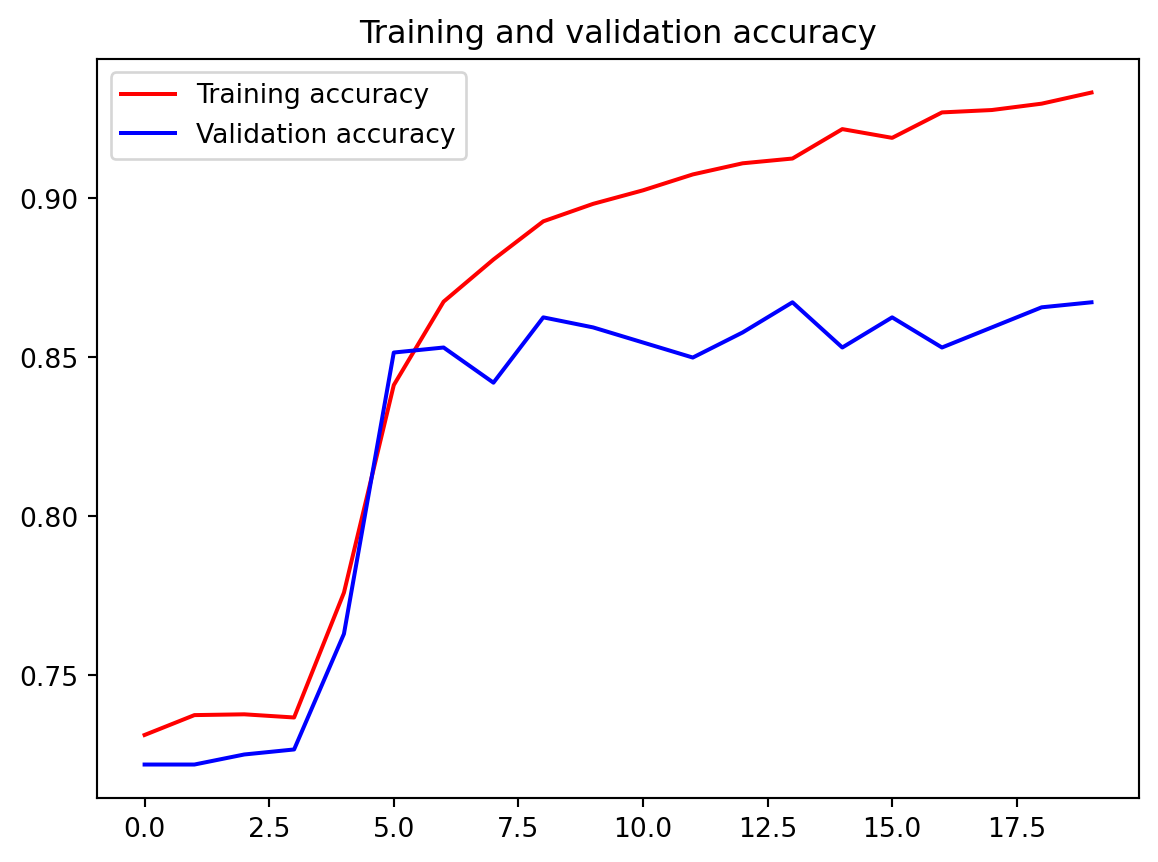 Training and validation accuracy
Training accuracy
Validation accuracy
0.90
0.85
0.80
0.75
0.0 2.5 5.0 7.5 10.0 12.5 15.0 17.5